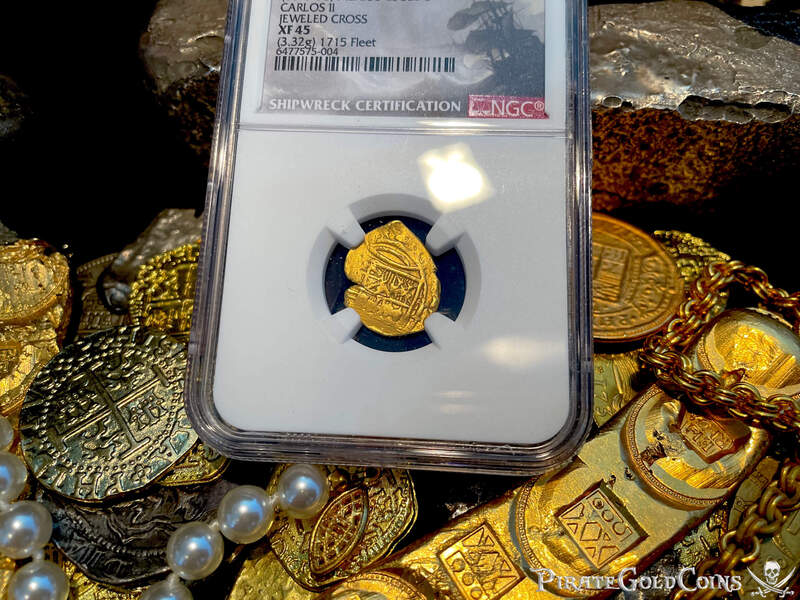 CARLOS II
JEWELED CROSS
XF 45
(3.32g) 1715 Fleet
6477575-004
SHIPWRECK CERTIFICATION NGC®
PIRATEGOLDCOINS